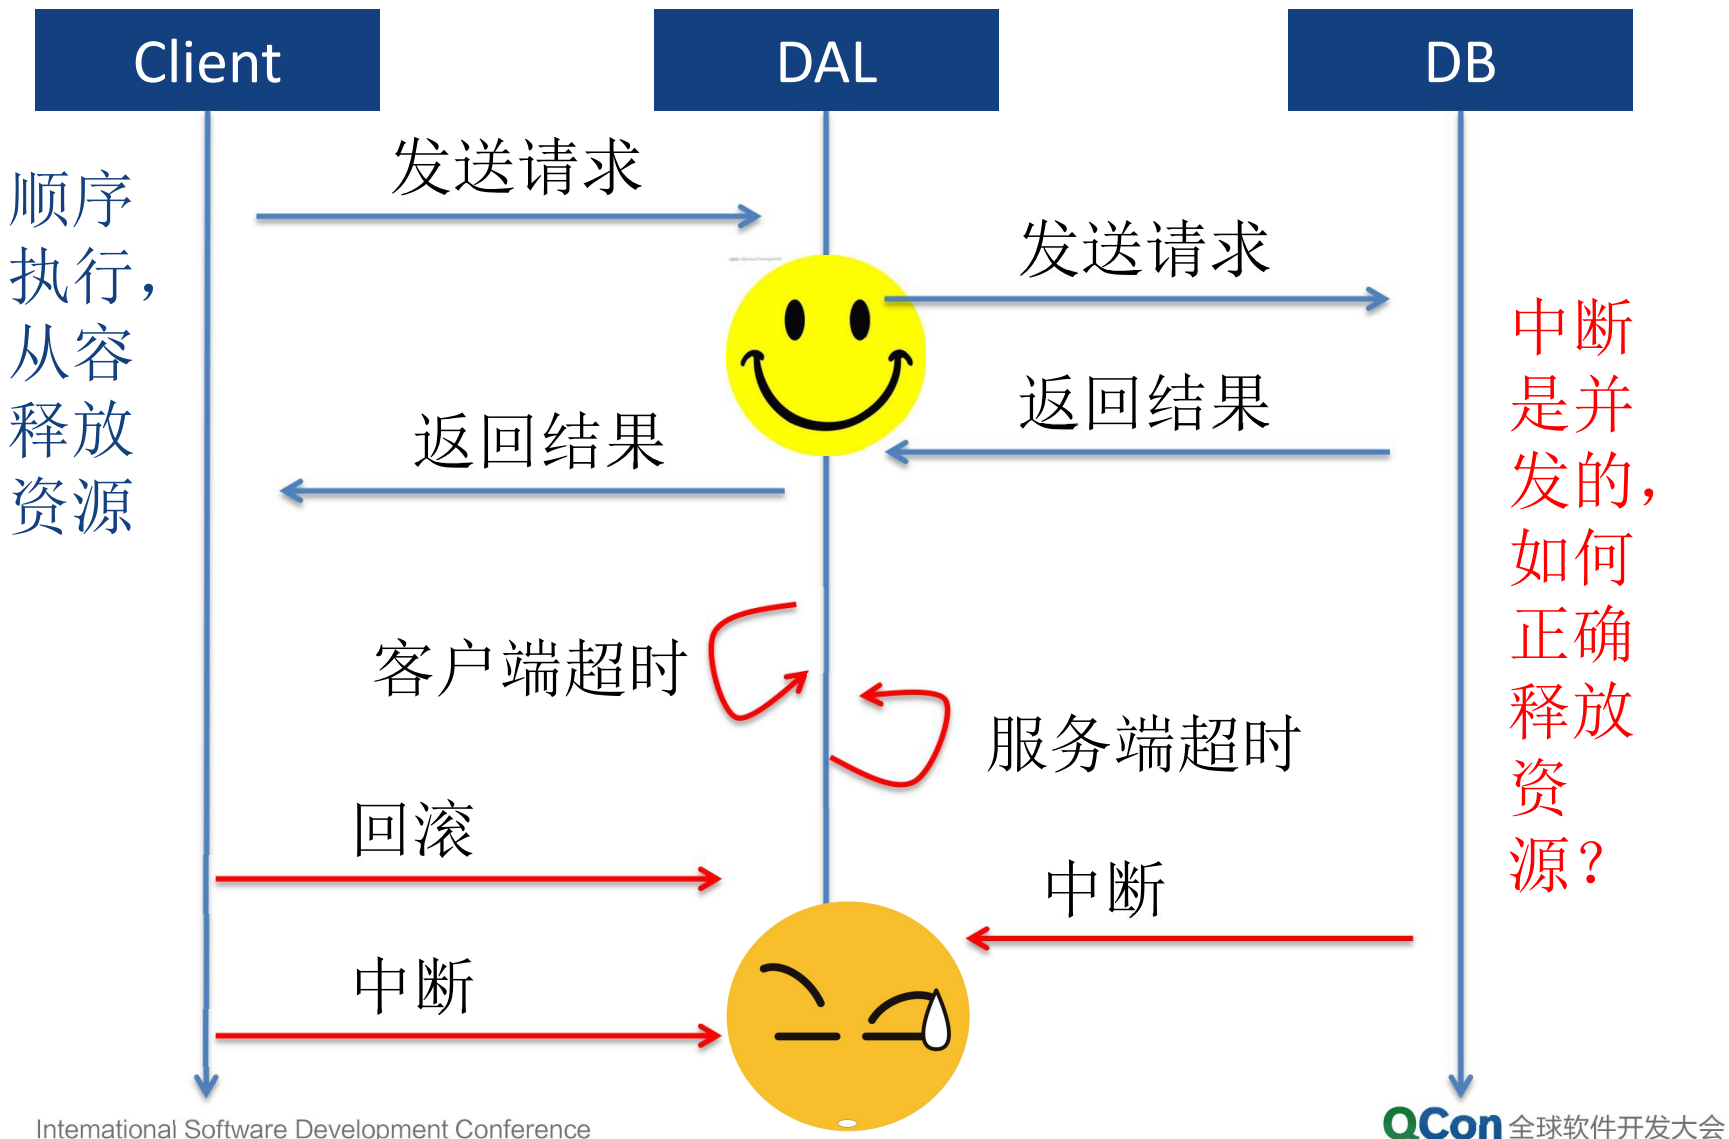 Client
DAL
DB
发送请求
顺序
执行，
从容
释放
资源
发送请求
返回结果
返回结果
中断
是并
发的，
如何
正确
释放
资
源？
客户端超时
服务端超时
回滚
中断
中断
International Software Development Conference
QCon 全球软件开发大会